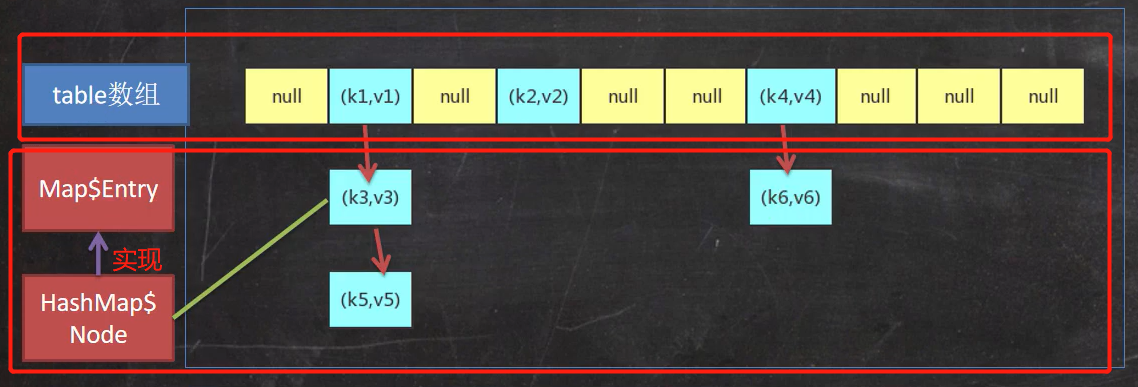 table数组
null
(k1,v1)
null
(k2,v2)
null
null
(k4,v4)
null
null
null
Map$Entry
(k3,v3)
(k6,v6)
实现
HashMap$
Node
(k5,v5)